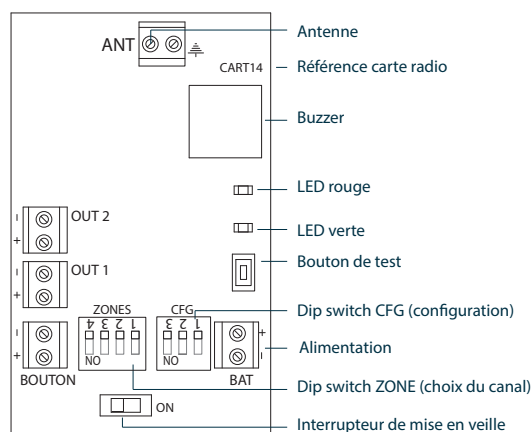 ANT
Antenne
CART14
Référence carte radio
Buzzer
LED rouge
- OUT 2
+
LED verte
Bouton de test
- OUT 1
+
ZONES
CFG
Dip switch CFG (configuration)
4 3 2 1
3 2 1
-
+
NO
NO
+
-
Alimentation
BOUTON
BAT
Dip switch ZONE (choix du canal)
ON
Interrupteur de mise en veille